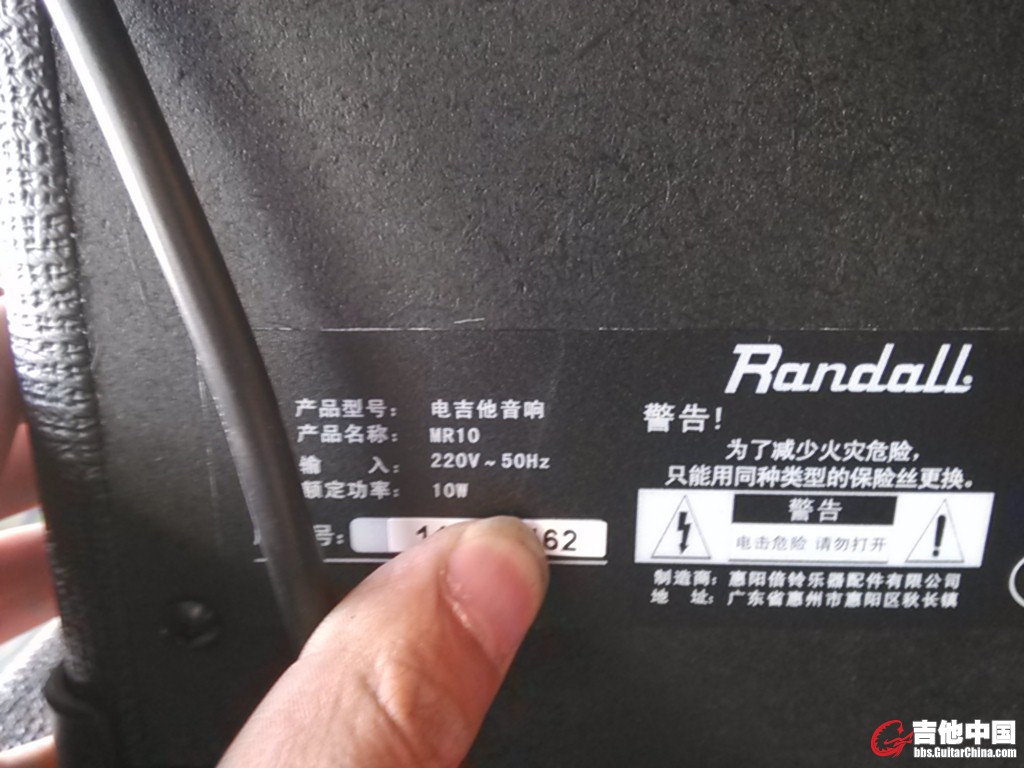 Randall
产品型号： 电吉他音响
产品名称： MR10
输 入： 220V~50Hz
额定功率： 10W
号：
62
警告!
为了减少火灾危险，
只能用同种类型的保险丝更换。
警告
电击危险 请勿打开
制造商：惠阳倍铃乐器配件有限公司
地 址：广东省惠州市惠阳区秋长镇
吉他中国
bbs.GuitarChina.com